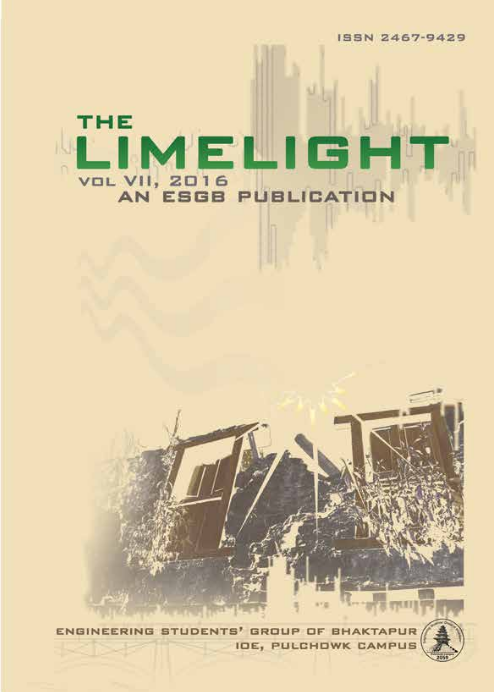 ISSN 2467-9429
THE
LIMELIGHT
VOL VII, 2016
AN ESGB PUBLICATION
ENGINEERING STUDENTS' GROUP OF BHAKTAPUR
IOE, PULCHOWK CAMPUS